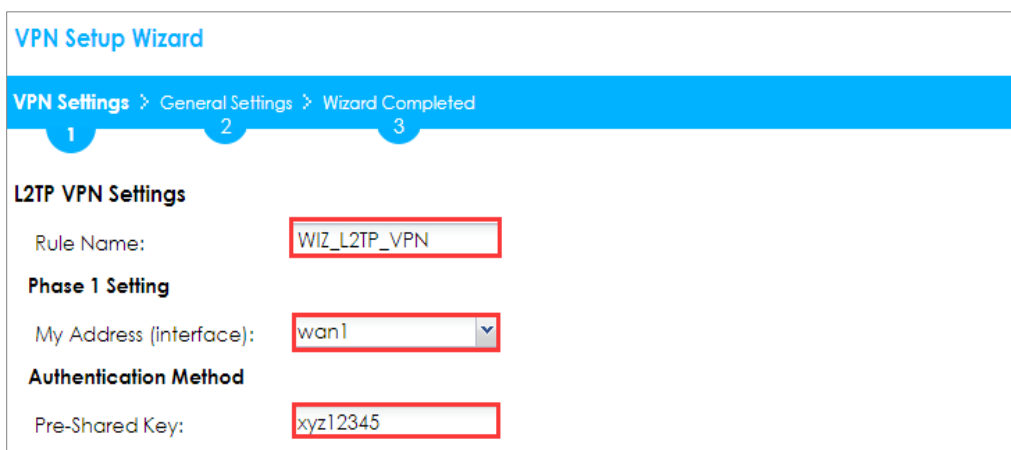 VPN Setup Wizard
VPN Settings > General Settings > Wizard Completed
1 2 3
L2TP VPN Settings
Rule Name: WIZ_L2TP_VPN
Phase 1 Setting
My Address (interface): wan1
Authentication Method
Pre-Shared Key: xyz12345